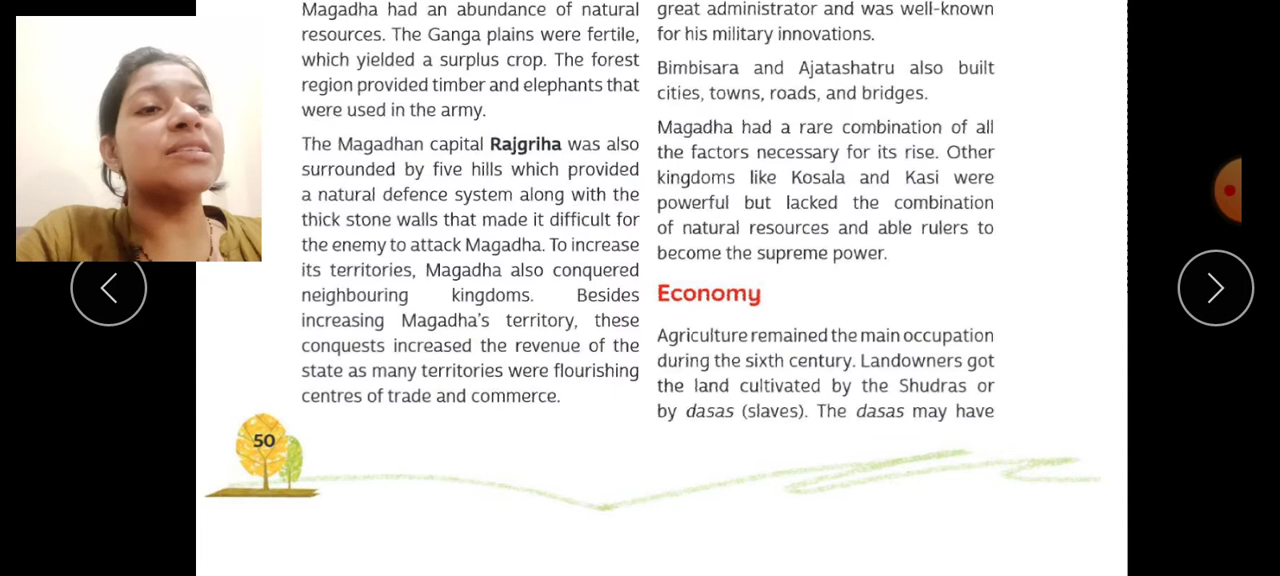 Magadha had an abundance of natural
resources. The Ganga plains were fertile,
which yielded a surplus crop. The forest
region provided timber and elephants that
were used in the army.
The Magadhan capital Rajgriha was also
surrounded by five hills which provided
a natural defence system along with the
thick stone walls that made it difficult for
the enemy to attack Magadha. To increase
its territories, Magadha also conquered
neighbouring kingdoms. Besides
increasing Magadha's territory, these
conquests increased the revenue of the
state as many territories were flourishing
centres of trade and commerce.
50
great administrator and was well-known
for his military innovations.
Bimbisara and Ajatashatru also built
cities, towns, roads, and bridges.
Magadha had a rare combination of all
the factors necessary for its rise. Other
kingdoms like Kosala and Kasi were
powerful but lacked the combination
of natural resources and able rulers to
become the supreme power.
Economy
Agriculture remained the main occupation
during the sixth century. Landowners got
the land cultivated by the Shudras or
by dasas (slaves). The dasas may have